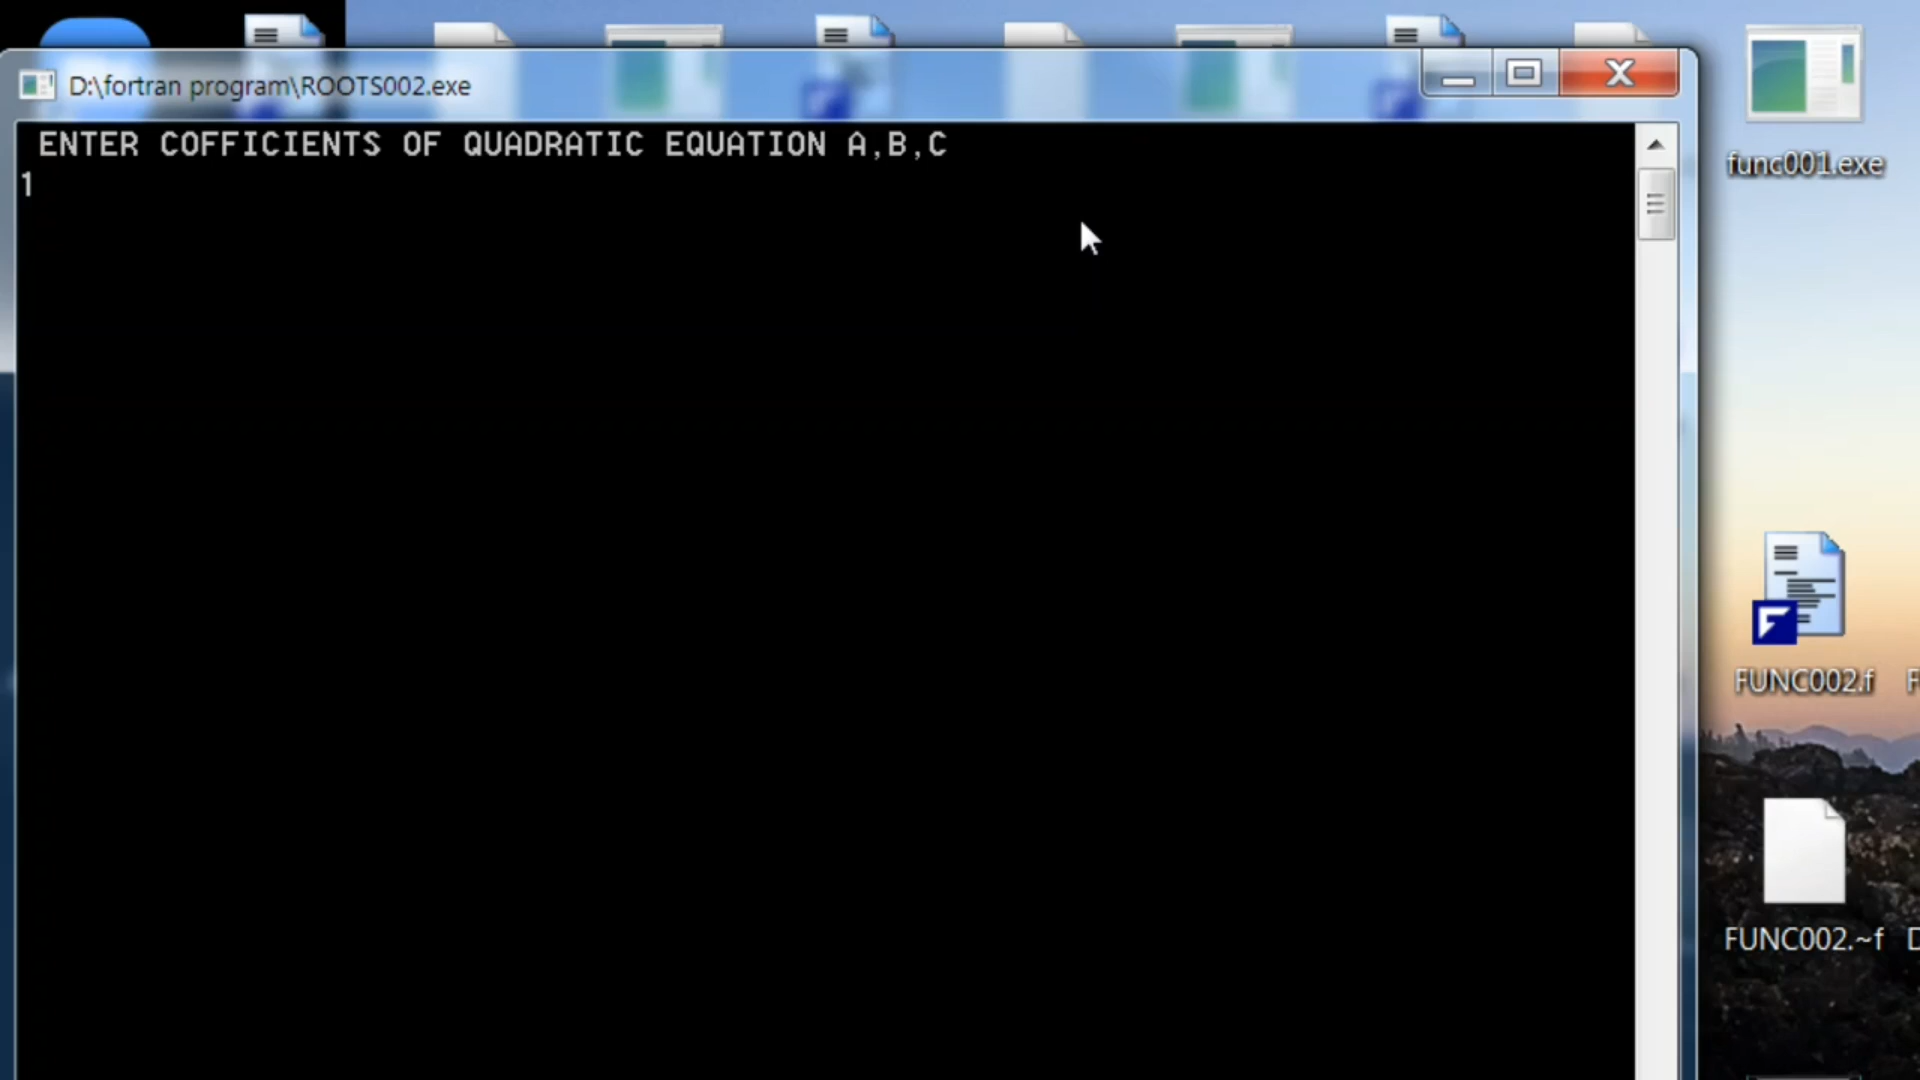 D:\fortran program\ROOTS002.exe
ENTER COFFICIENTS OF QUADRATIC EQUATION A,B,C
1
func001.exe
FUNC002.f
F
FUNC002.~f